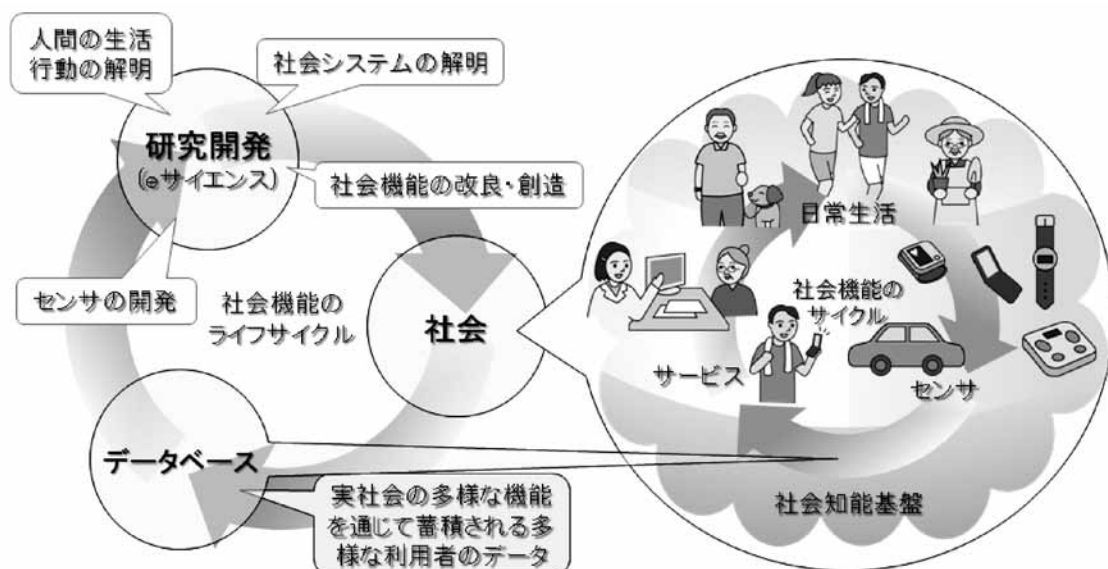 人間の生活
行動の解明
社会システムの解明
研究開発
(eサイエンス)
社会機能の改良・創造
センサの開発
社会機能の
ライフサイクル
社会
データベース
実社会の多様な機能
を通じて蓄積される多
様な利用者のデータ
日常生活
社会機能の
サイクル
サービス
センサ
社会知能基盤